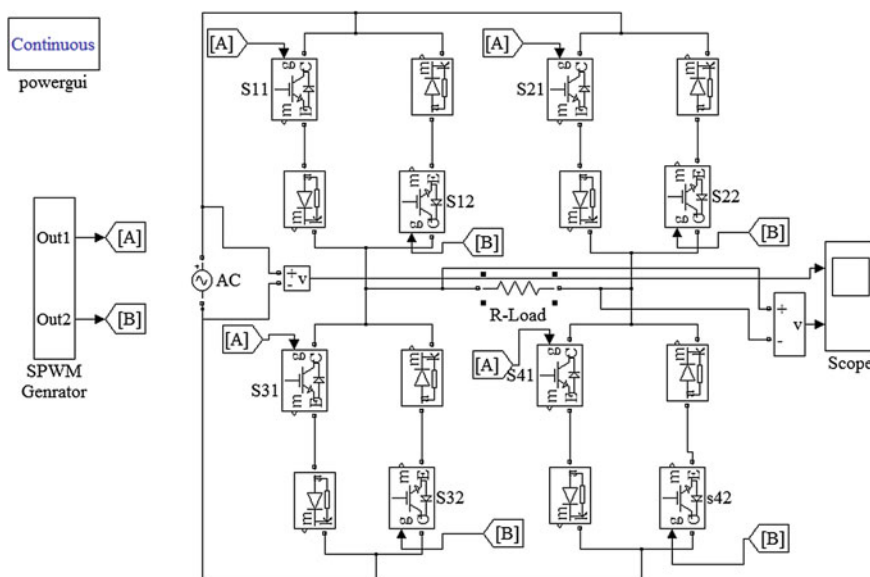 Continuous
powergui
[A]
g
C
S11
m
E
k
m
a
[A]
g
C
S21
m
E
k
m
a
m
a
k
m
E
S12
g
C
[B]
m
a
k
m
E
S22
g
C
[B]
Out1
[A]
Out2
[B]
SPWM
Genrator
AC
+
-
v
R-Load
+
-
v
Scope
[A]
g
C
S31
m
E
k
m
a
[A]
g
C
S41
m
E
k
m
a
m
a
k
m
E
S32
g
C
[B]
m
a
k
m
E
s42
g
C
[B]